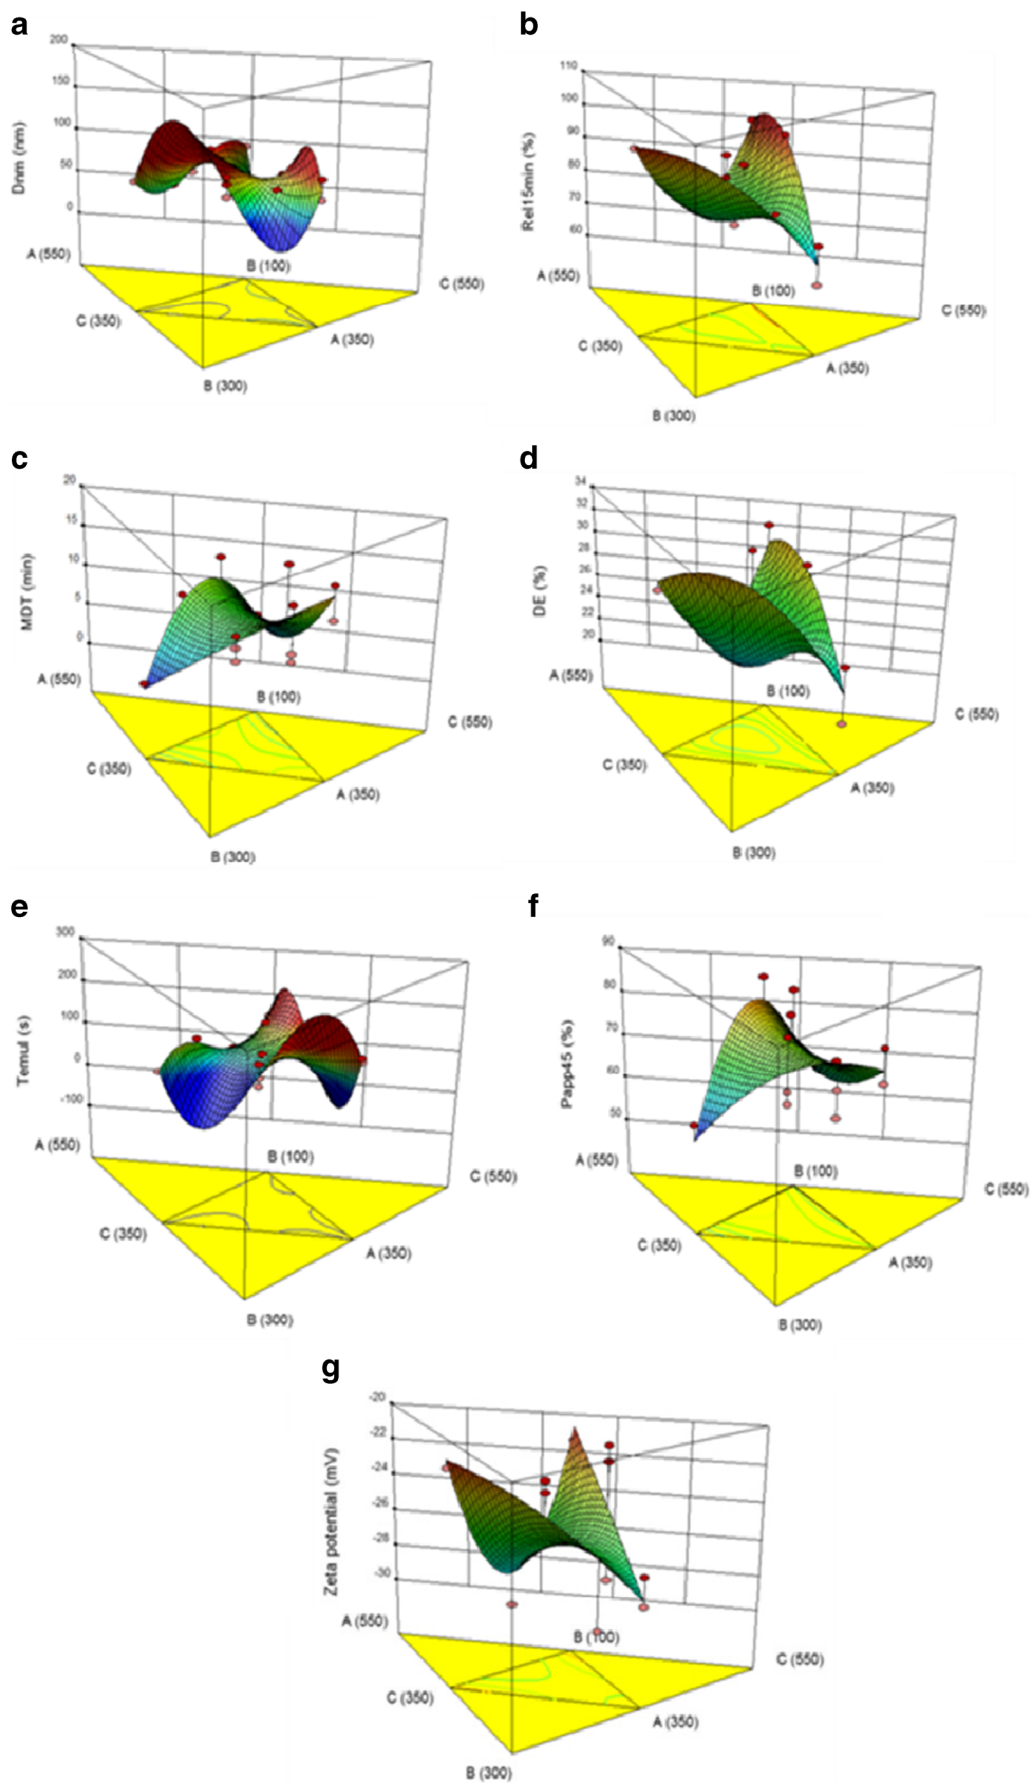 a
200
150
100
50
0
Dnm (nm)
A (550)
B (100)
C (550)
C (350)
A (350)
B (300)
b
110
100
90
80
70
60
Rel15min (%)
A (550)
B (100)
C (550)
C (350)
A (350)
B (300)
c
20
15
10
5
0
MDT (min)
A (550)
B (100)
C (550)
C (350)
A (350)
B (300)
d
34
32
30
28
26
24
22
20
DE (%)
A (550)
B (100)
C (550)
C (350)
A (350)
B (300)
e
300
200
100
0
-100
Temul (s)
A (550)
B (100)
C (550)
C (350)
A (350)
B (300)
f
90
80
70
60
50
Papp45 (%)
A (550)
B (100)
C (550)
C (350)
A (350)
B (300)
g
-20
-22
-24
-26
-28
-30
Zeta potential (mV)
A (550)
B (100)
C (550)
C (350)
A (350)
B (300)